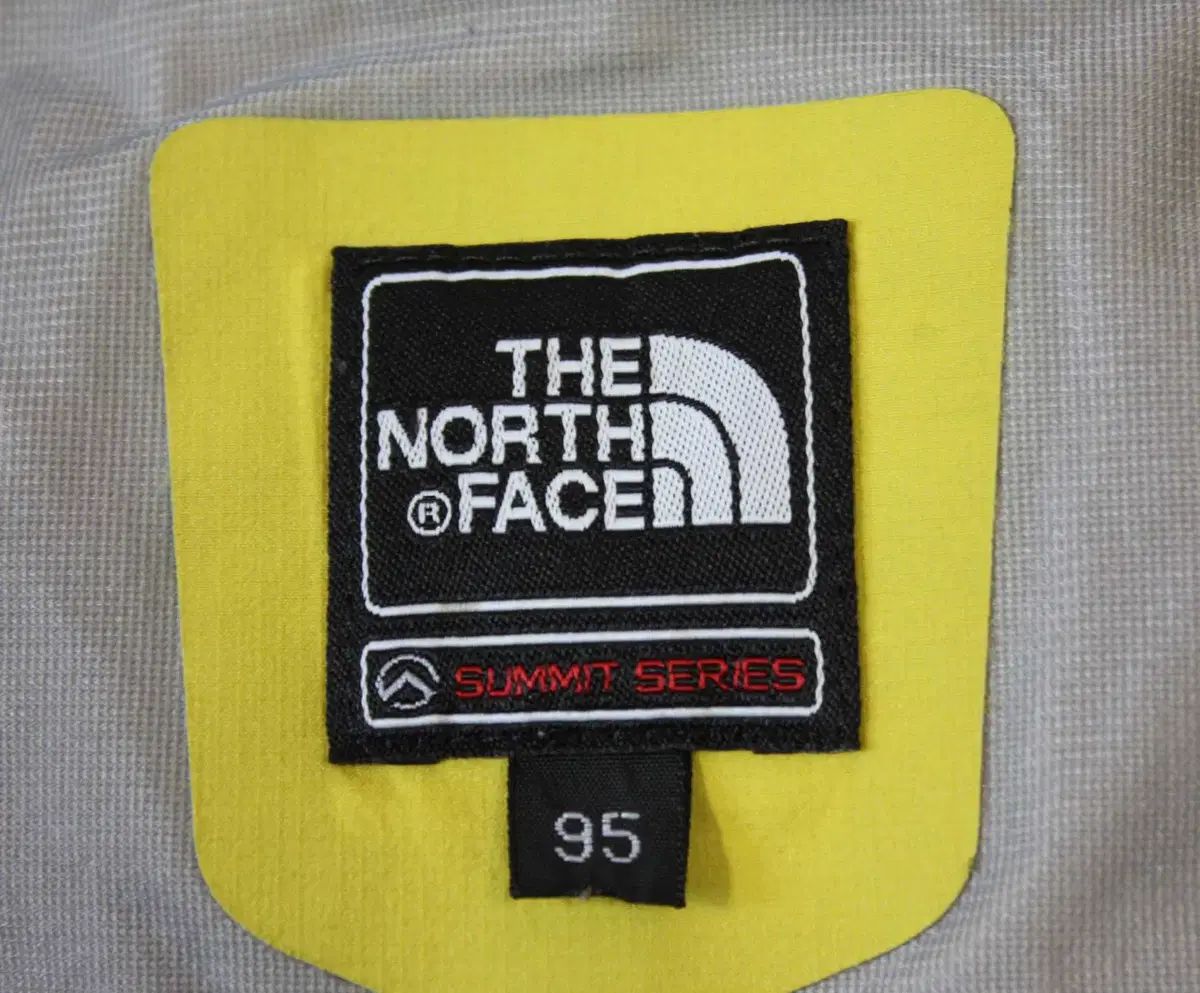 THE
NORTH
® FACE
SUMMIT SERIES
95